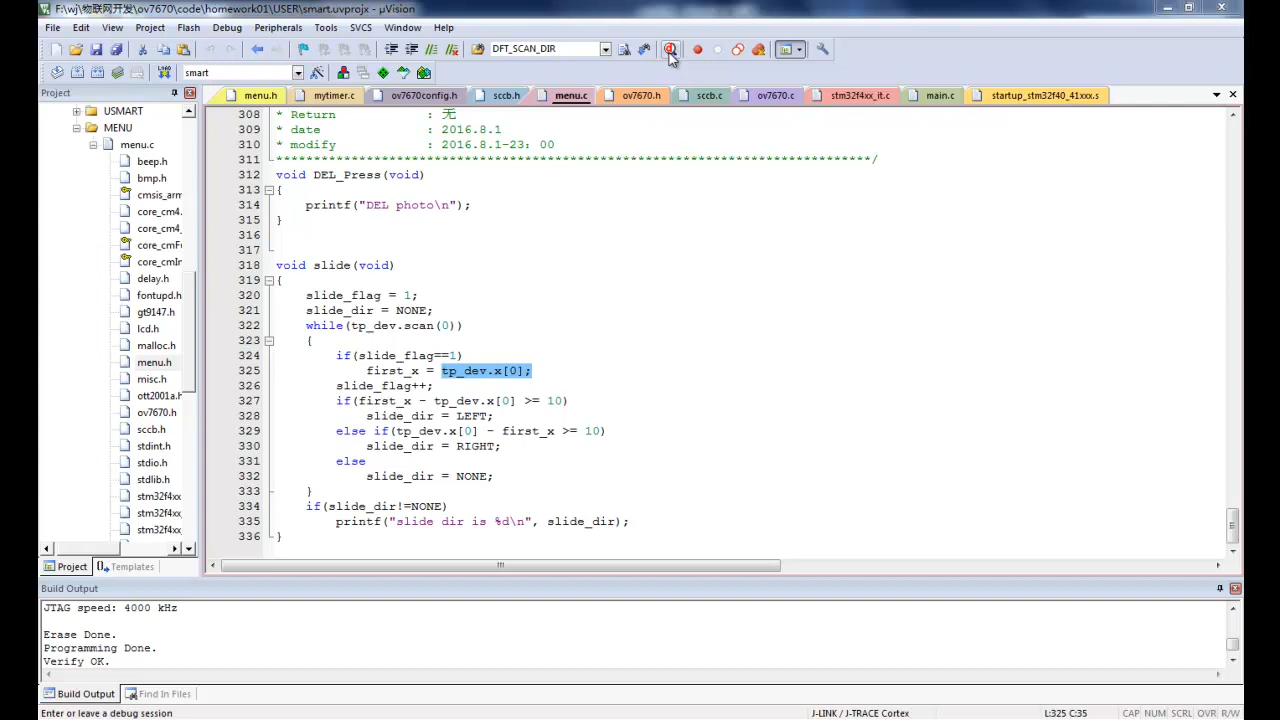 F:\wj\物联网开发\ov7670\code\homework01\USER\smart.uvprojx - µVision
File Edit View Project Flash Debug Peripherals Tools SVCS Window Help
DFT_SCAN_DIR
LOAD smart
Project
menu.h mytimer.c ov7670config.h sccb.h menu.c ov7670.h sccb.c ov7670.c stm32f4xx_it.c main.c startup_stm32f40_41xxx.s
USMART
MENU
menu.c
beep.h
bmp.h
cmsis_arm
core_cm4.
core_cm4_
core_cmFu
core_cmIn
delay.h
fontupd.h
gt9147.h
lcd.h
malloc.h
menu.h
misc.h
ott2001a.h
ov7670.h
sccb.h
stdint.h
stdio.h
stdlib.h
stm32f4xx
stm32f4xx_
stm32f4xx_
Project Templates
308 * Return : 无
309 * date : 2016.8.1
310 * modify : 2016.8.1-23：00
311 *******************************************************************************/
312 void DEL_Press(void)
313 {
314 printf("DEL photo\n");
315 }
316
317
318 void slide(void)
319 {
320 slide_flag = 1;
321 slide_dir = NONE;
322 while(tp_dev.scan(0))
323 {
324 if(slide_flag==1)
325 first_x = tp_dev.x[0];
326 slide_flag++;
327 if(first_x - tp_dev.x[0] >= 10)
328 slide_dir = LEFT;
329 else if(tp_dev.x[0] - first_x >= 10)
330 slide_dir = RIGHT;
331 else
332 slide_dir = NONE;
333 }
334 if(slide_dir!=NONE)
335 printf("slide dir is %d\n", slide_dir);
336 }
Build Output
JTAG speed: 4000 kHz
Erase Done.
Programming Done.
Verify OK.
Build Output Find In Files
Enter or leave a debug session J-LINK / J-TRACE Cortex L:325 C:35 CAP NUM SCRL OVR R/W